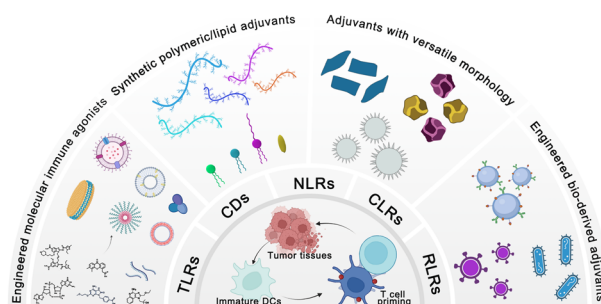 Engineered molecular immune agonists
Synthetic polymeric/lipid adjuvants
Adjuvants with versatile morphology
Engineered bio-derived adjuvants
TLRs
CDs
NLRs
CLRs
RLRs
Tumor tissues
Immature DCs
T cell
priming